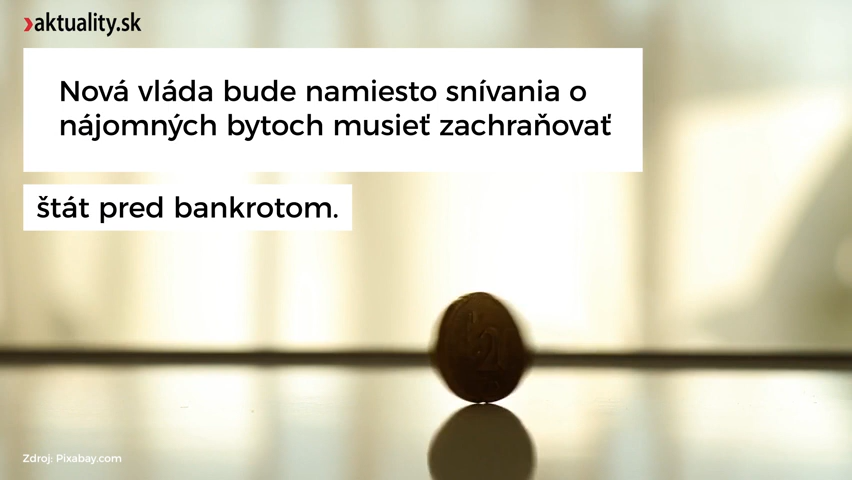 aktuality.sk
Nová vláda bude namiesto snívania o
nájomných bytoch musieť zachraňovať
štát pred bankrotom.
Zdroj: Pixabay.com